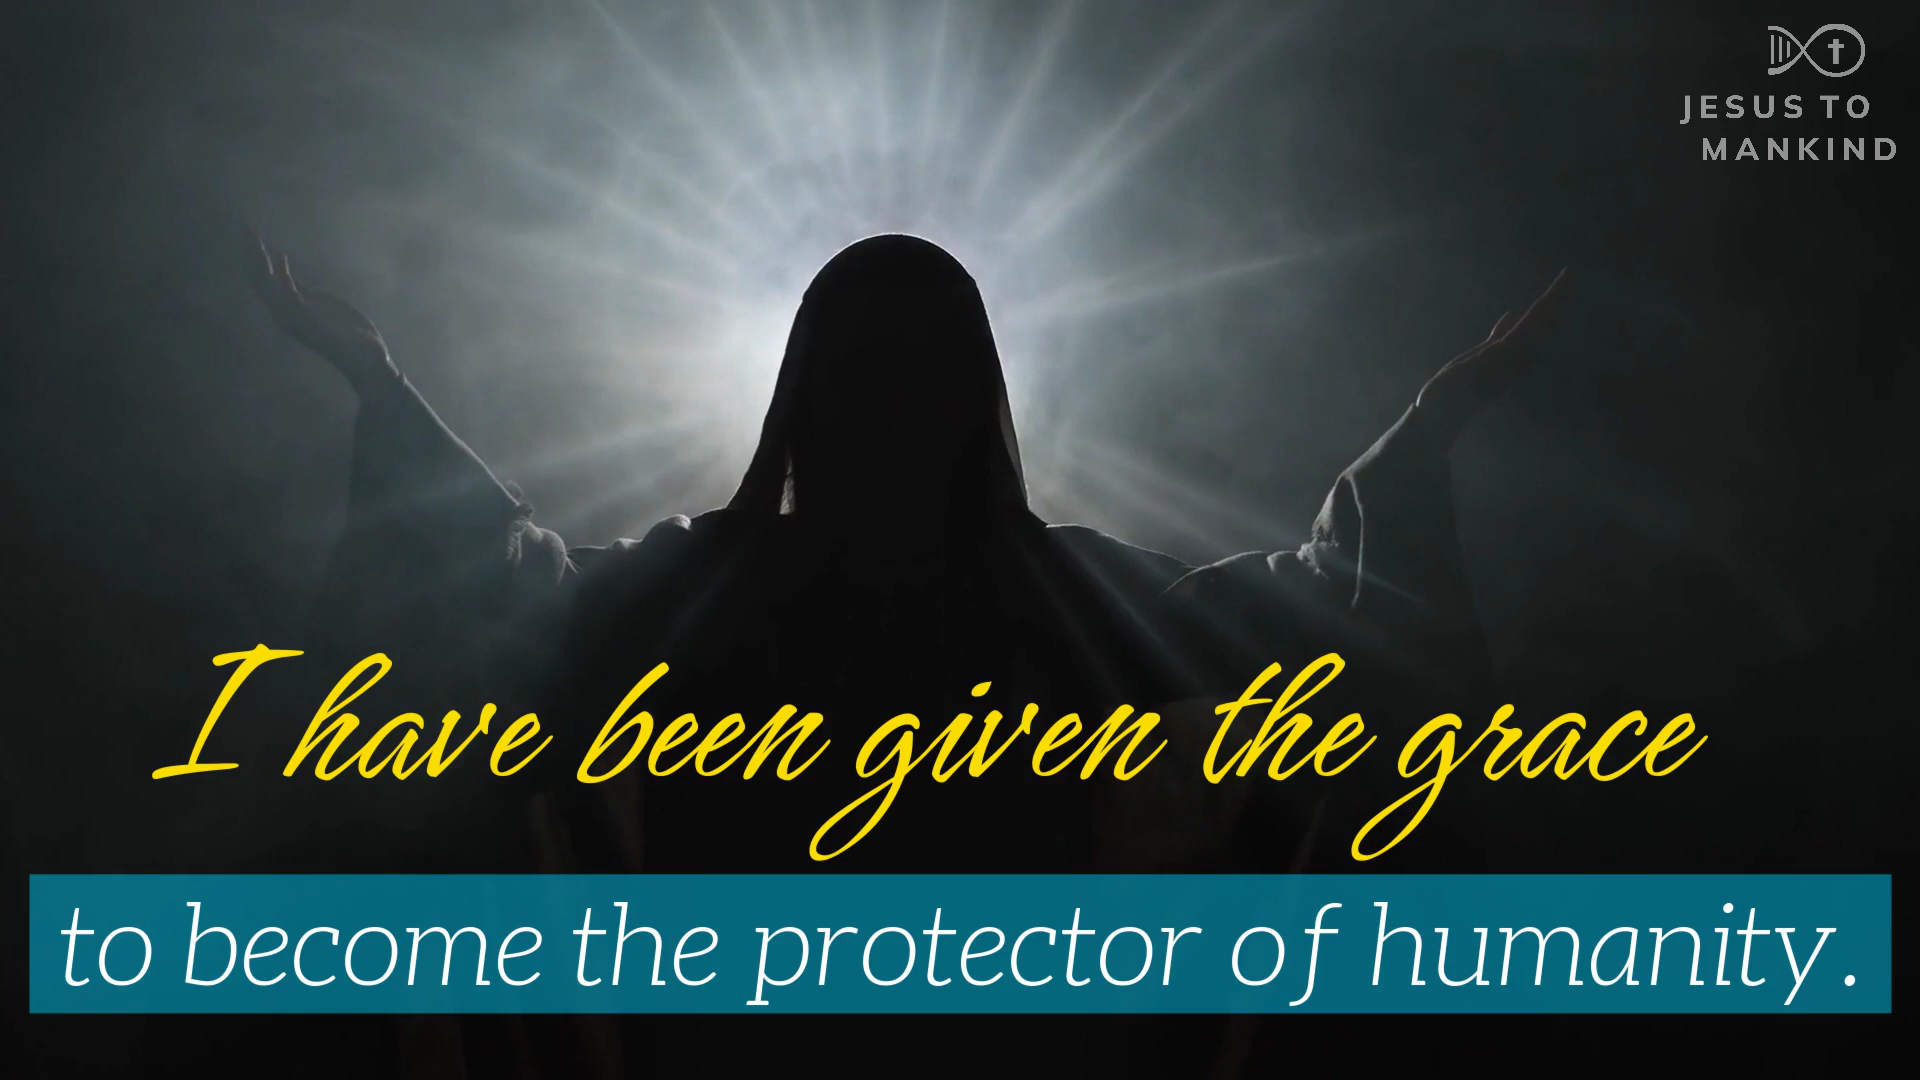 JESUS TO
MANKIND
I have been given the grace
to become the protector of humanity.